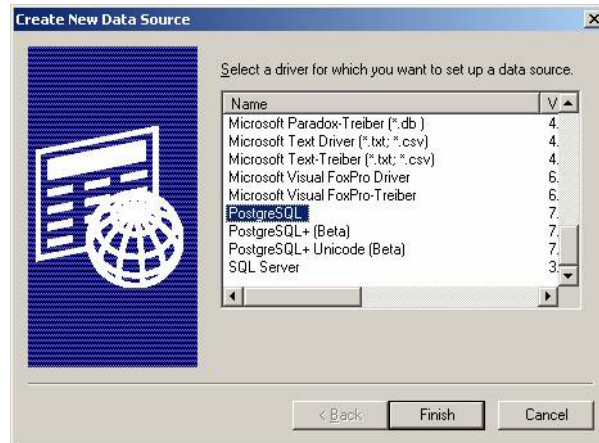 Create New Data Source
Select a driver for which you want to set up a data source.
Name V
Microsoft Paradox-Treiber (*.db ) 4.
Microsoft Text Driver (*.txt; *.csv) 4.
Microsoft Text-Treiber (*.txt; *.csv) 4.
Microsoft Visual FoxPro Driver 6.
Microsoft Visual FoxPro-Treiber 6.
PostgreSQL 7.
PostgreSQL+ (Beta) 7.
PostgreSQL+ Unicode (Beta) 7.
SQL Server 3.
< Back Finish Cancel